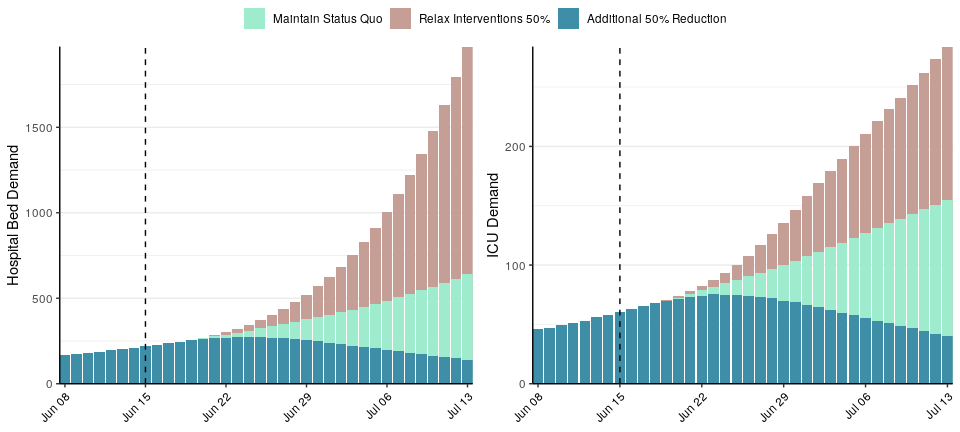 Maintain Status Quo Relax Interventions 50% Additional 50% Reduction
Hospital Bed Demand
1500
1000
500
0
Jun 08 Jun 15 Jun 22 Jun 29 Jul 06 Jul 13
ICU Demand
200
100
0
Jun 08 Jun 15 Jun 22 Jun 29 Jul 06 Jul 13